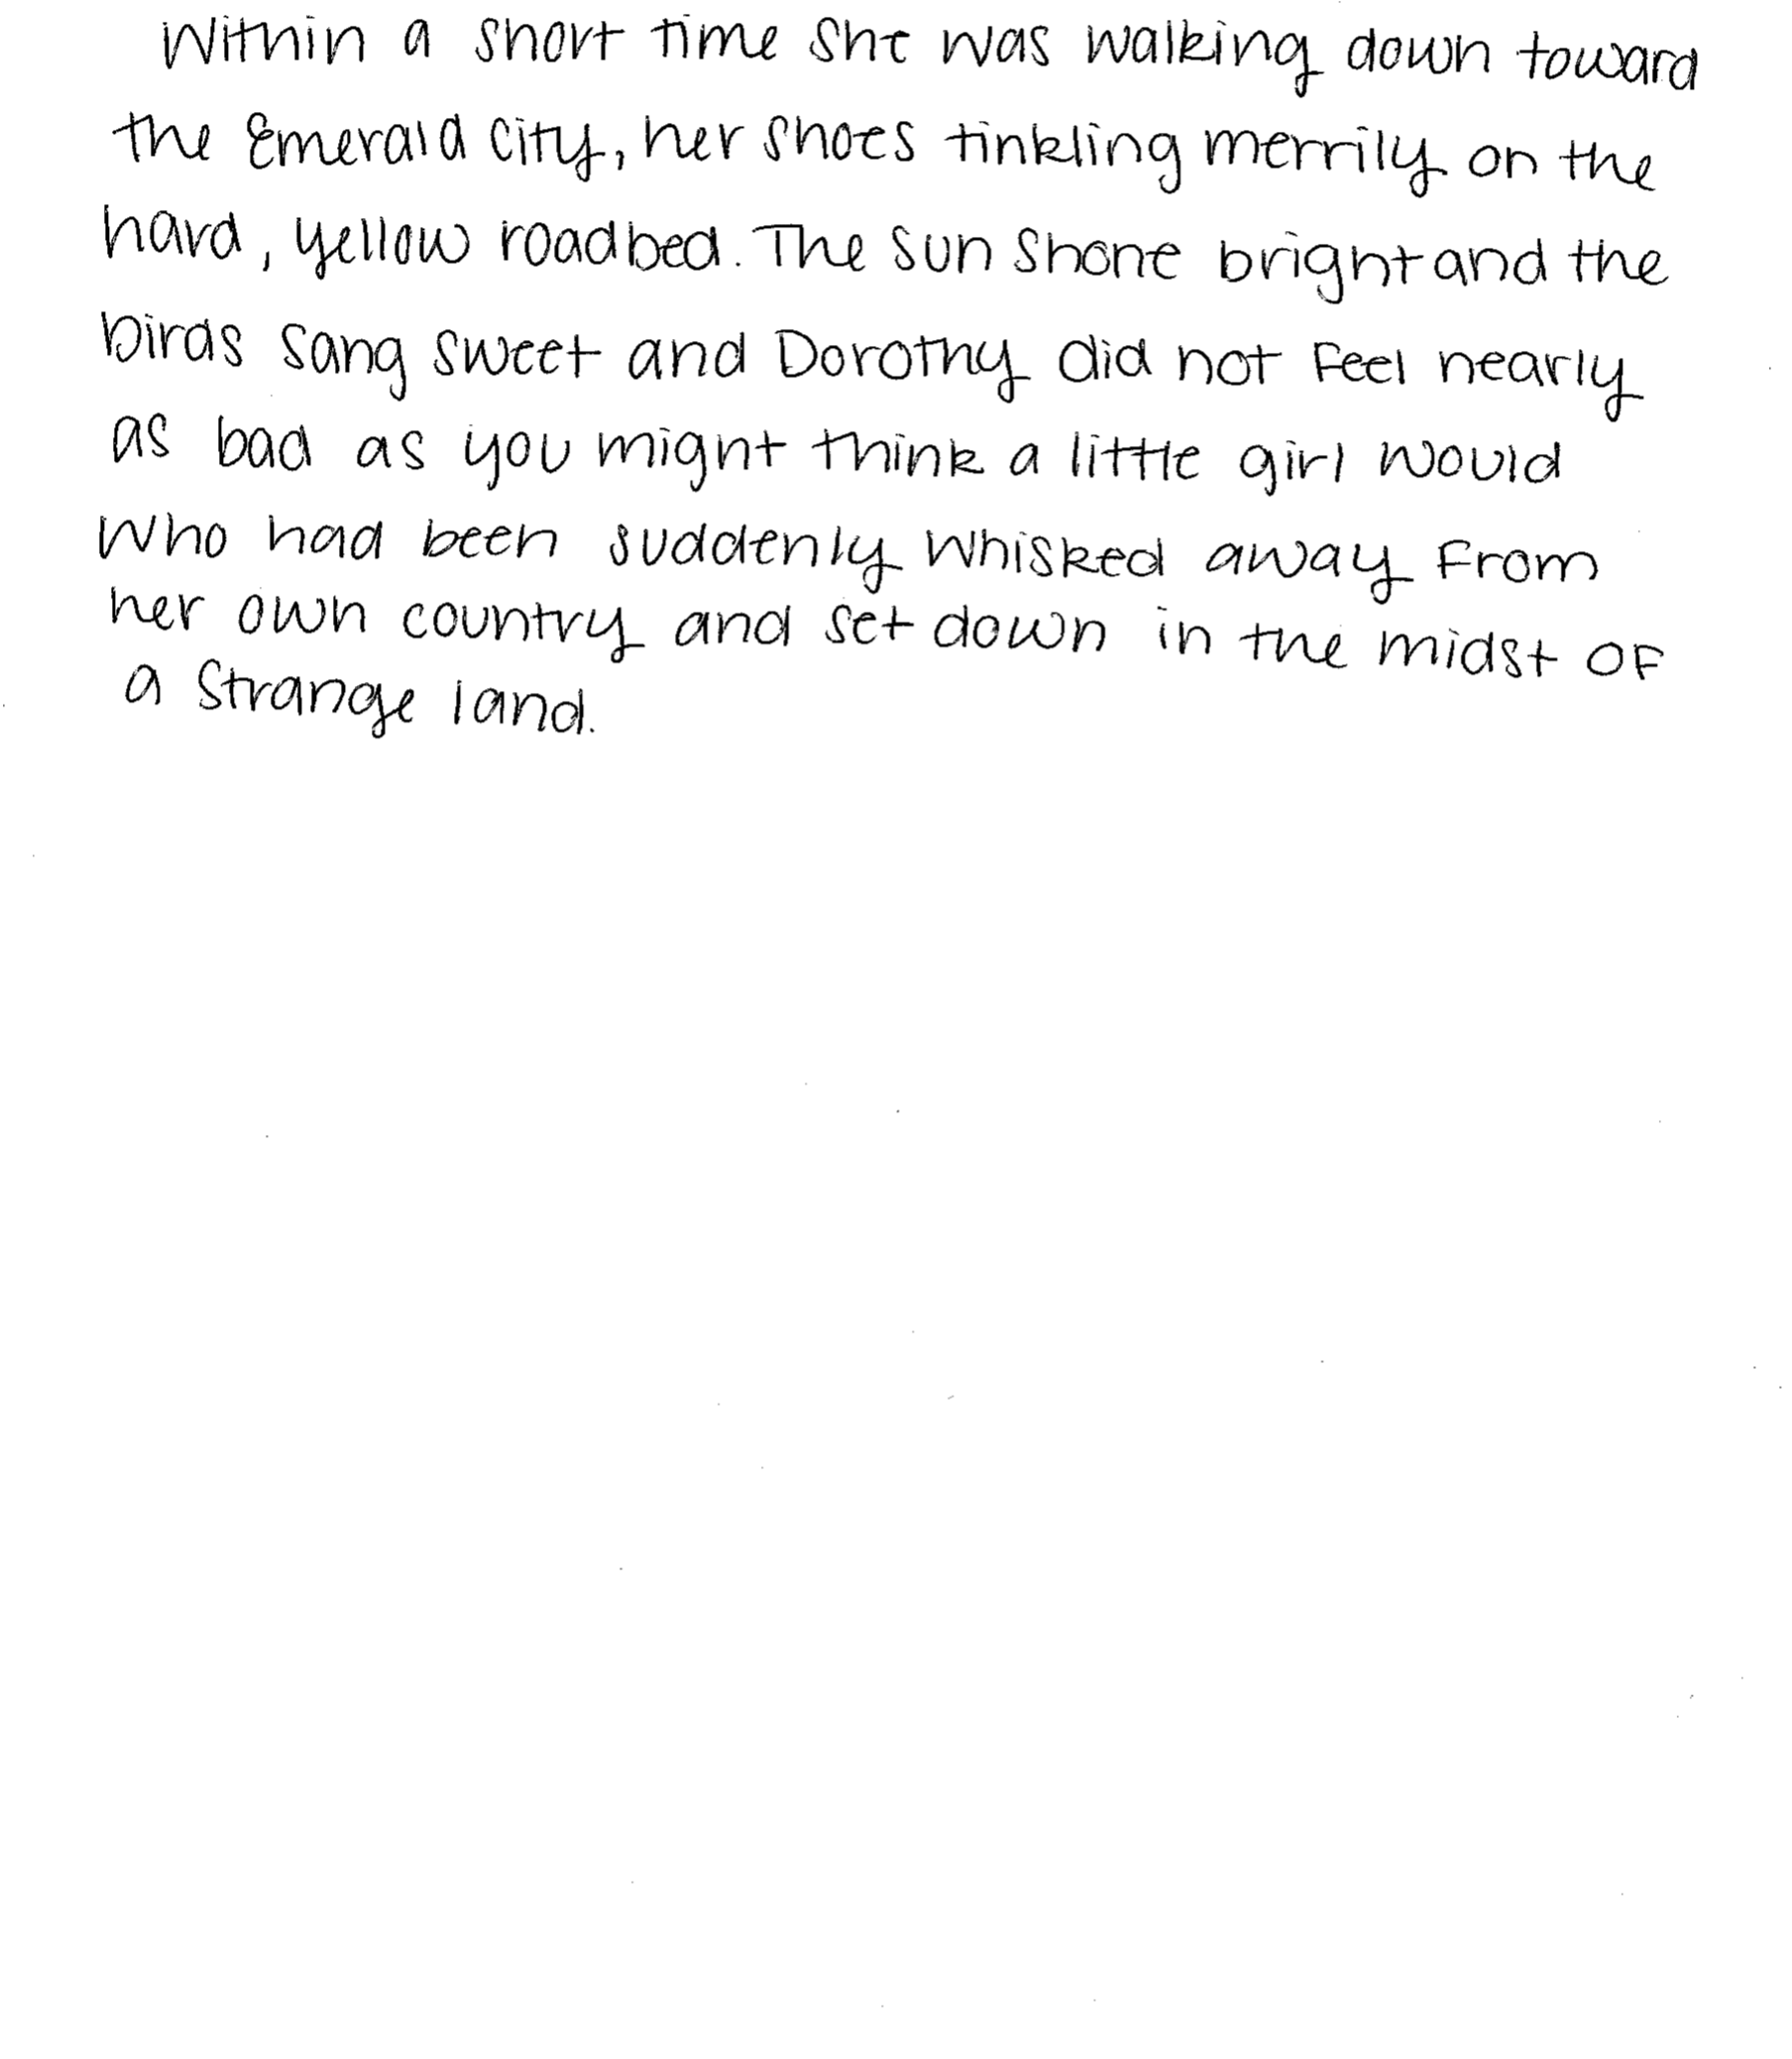 Within a short time she was walking down toward
the Emerald City, her shoes tinkling merrily on the
hard, yellow roadbed. The sun shone bright and the
birds sang sweet and Dorothy did not feel nearly
as bad as you might think a little girl would
who had been suddenly whisked away from
her own country and set down in the midst of
a strange land.